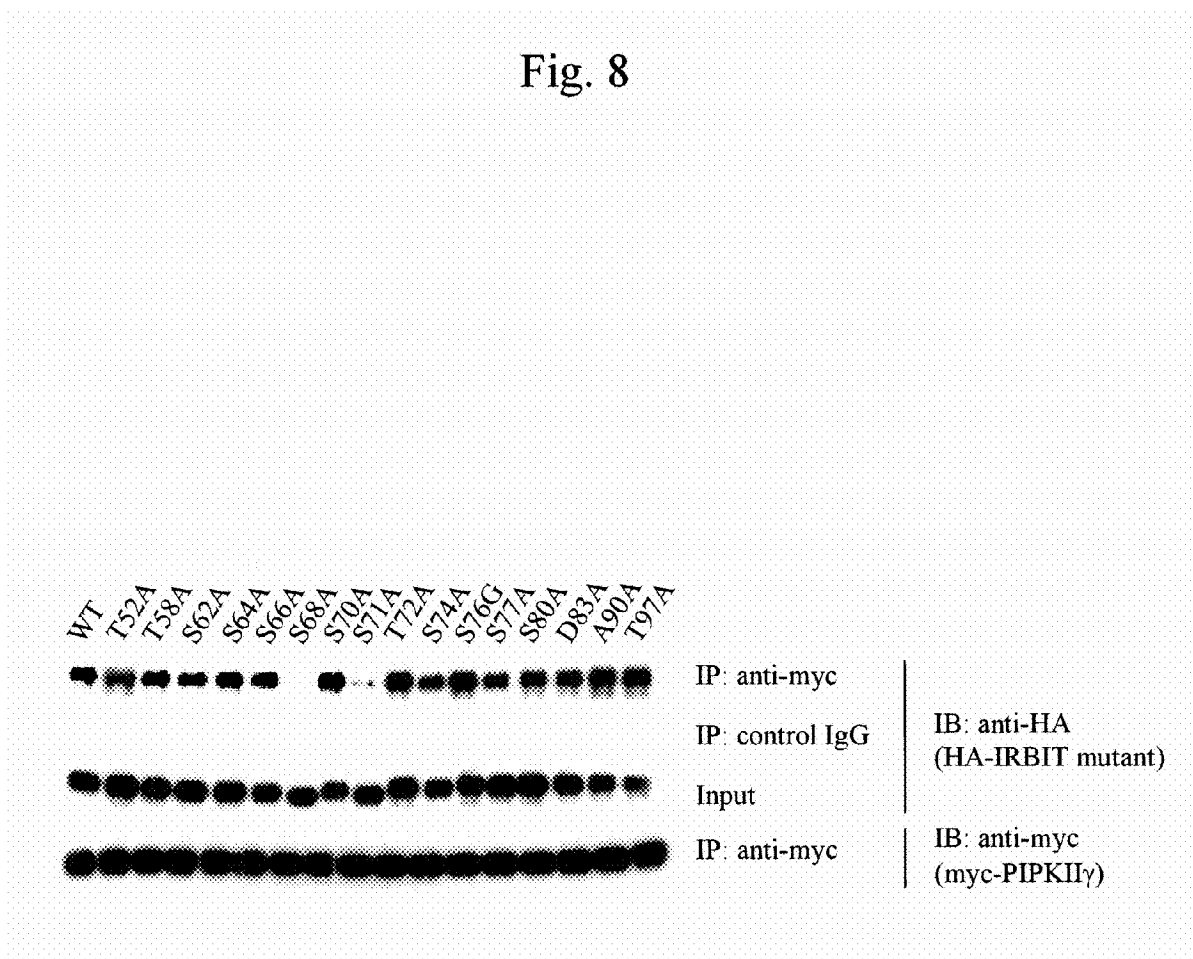 Fig. 8
WT T52A T58A S62A S64A S66A S68A S70A S71A T72A S74A S76G S77A S80A D83A A90A T97A
IP: anti-myc
IP: control IgG
IB: anti-HA
(HA-IRBIT mutant)
Input
IP: anti-myc
IB: anti-myc
(myc-PIPKIIγ)